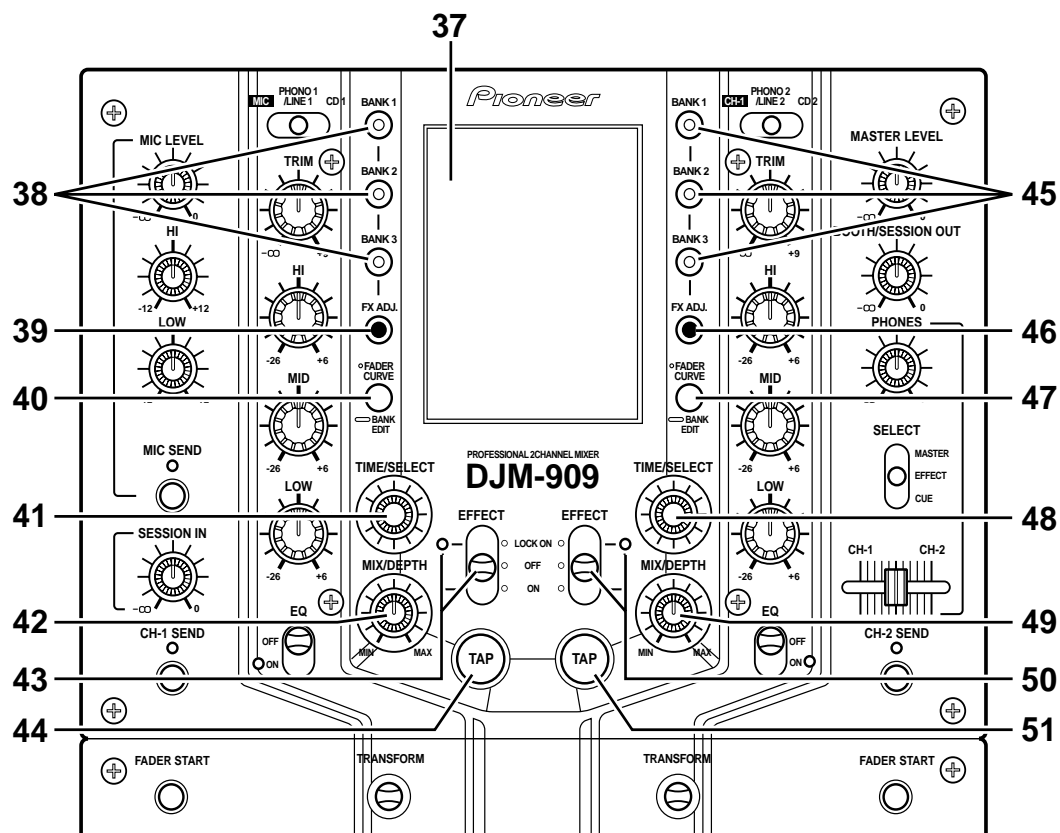 37
Pioneer
MIC
PHONO 1
/LINE 1
CD 1
BANK 1
BANK 1
CH-1
PHONO 2
/LINE 2
CD 2
MIC LEVEL
MASTER LEVEL
TRIM
TRIM
BANK 2
BANK 2
38
45
-∞
0
-∞
0
HI
BOOTH/SESSION OUT
BANK 3
BANK 3
-∞
+9
-∞
+9
HI
HI
-12
+12
-∞
0
FX ADJ.
FX ADJ.
LOW
PHONES
39
46
-26
+6
-26
+6
FADER
CURVE
FADER
CURVE
MID
MID
40
47
BANK
EDIT
BANK
EDIT
SELECT
MASTER
EFFECT
CUE
MIC SEND
PROFESSIONAL 2CHANNEL MIXER
DJM-909
-26
+6
-26
+6
TIME/SELECT
TIME/SELECT
LOW
LOW
41
48
EFFECT
EFFECT
SESSION IN
LOCK ON
OFF
ON
CH-1
CH-2
-26
+6
-26
+6
MIX/DEPTH
MIX/DEPTH
-∞
0
EQ
EQ
42
49
CH-1 SEND
CH-2 SEND
OFF
ON
OFF
ON
MIN
MAX
MIN
MAX
TAP
TAP
43
50
44
51
FADER START
TRANSFORM
TRANSFORM
FADER START